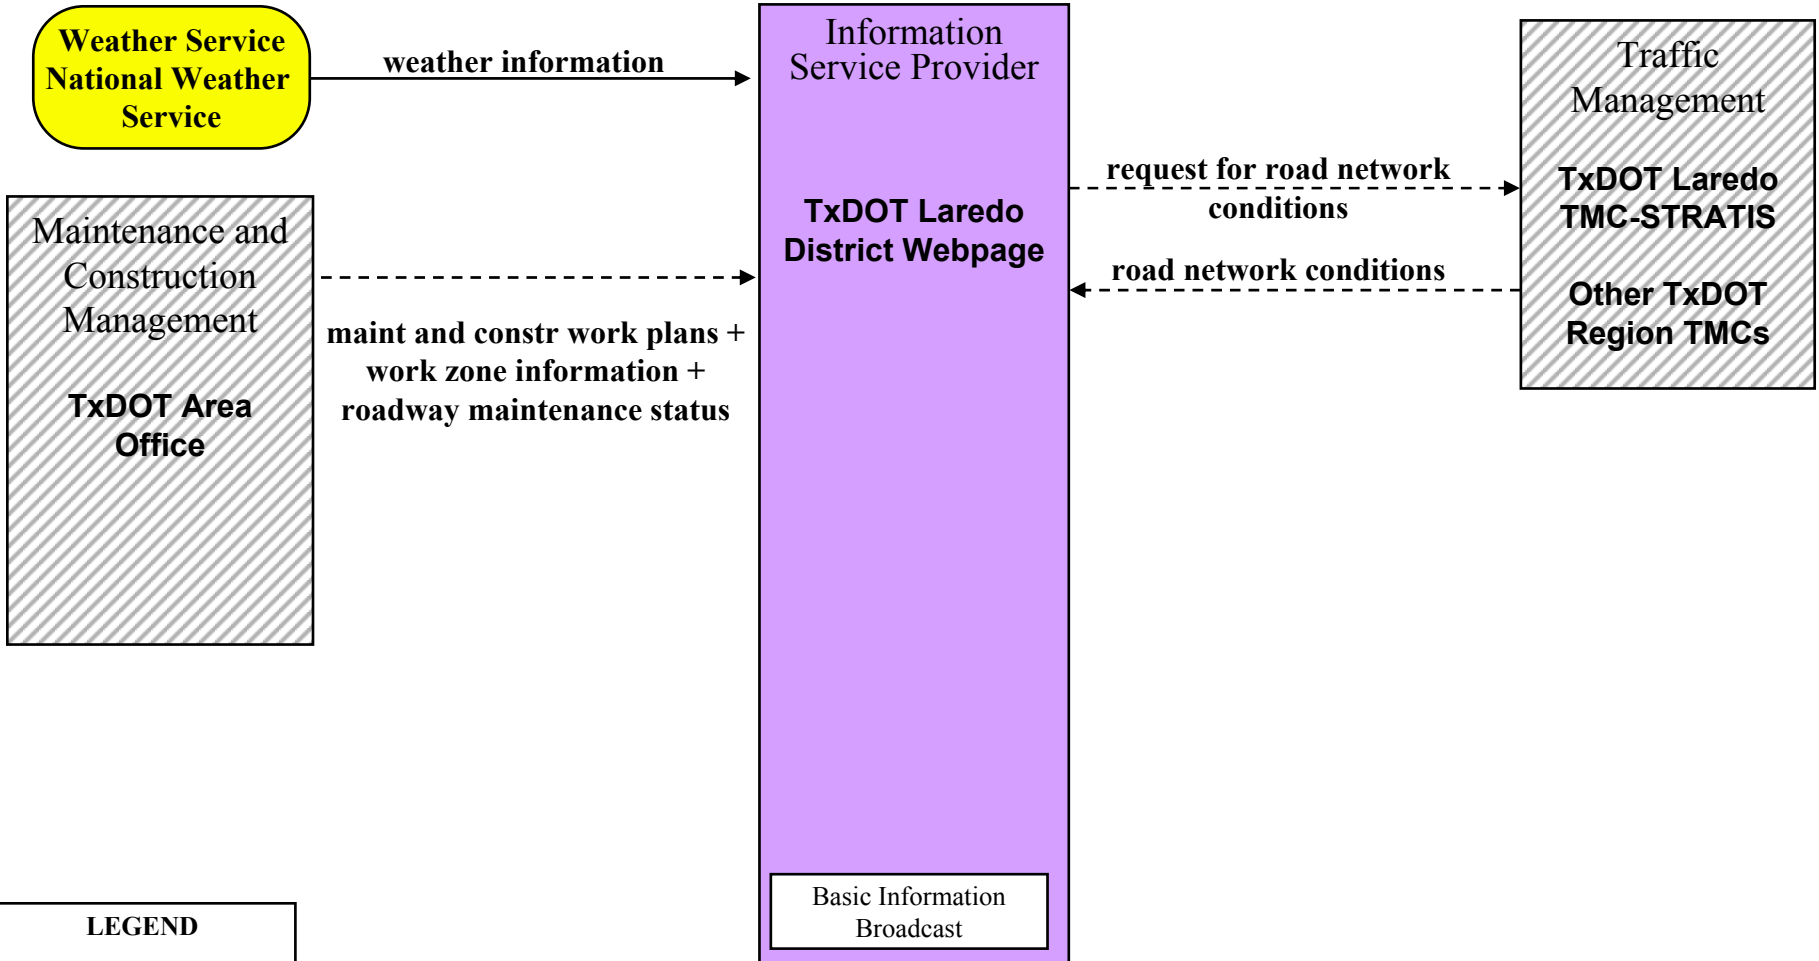 Weather Service
National Weather
Service
weather information
Maintenance and
Construction
Management
TxDOT Area
Office
maint and constr work plans +
work zone information +
roadway maintenance status
Information
Service Provider
TxDOT Laredo
District Webpage
Basic Information
Broadcast
request for road network
conditions
road network conditions
Traffic
Management
TxDOT Laredo
TMC-STRATIS
Other TxDOT
Region TMCs
LEGEND